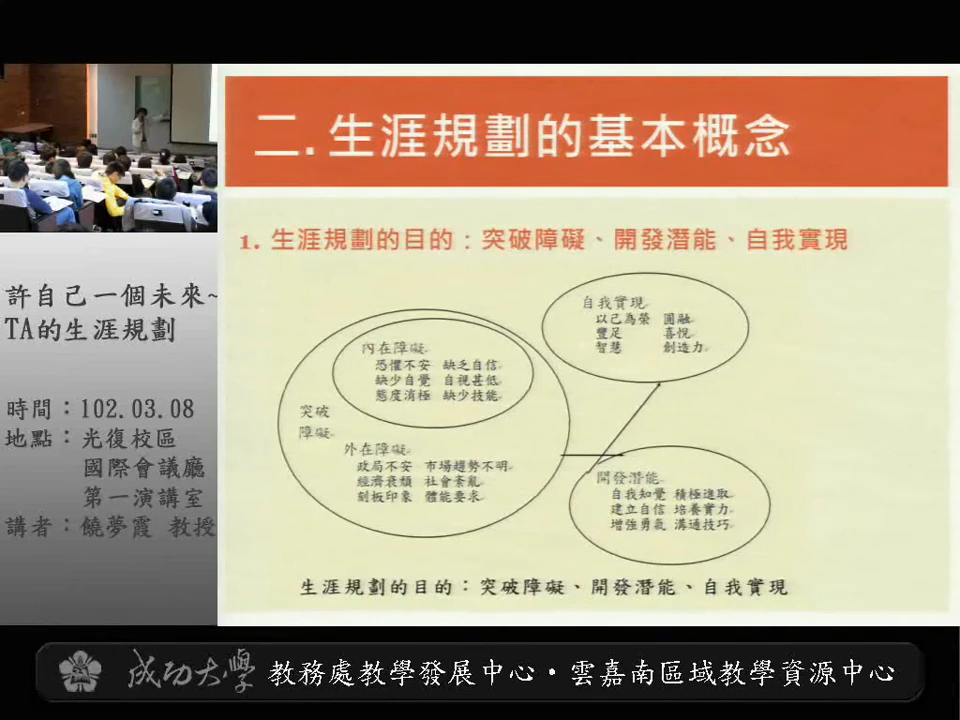 二.生涯規劃的基本概念
1. 生涯規劃的目的：突破障礙、開發潛能、自我實現
自我實現
以己為榮 圓融
豐足 喜悅
智慧 創造力
內在障礙
恐懼不安 缺乏自信
缺少自覺 自視甚低
態度消極 缺少技能
突破
障礙
外在障礙
政局不安 市場趨勢不明
經濟衰頹 社會紊亂
刻板印象 體能要求
開發潛能
自我知覺 積極進取
建立自信 培養實力
增強勇氣 溝通技巧
生涯規劃的目的：突破障礙、開發潛能、自我實現
許自己一個未來~
TA的生涯規劃
時間：102.03.08
地點：光復校區
國際會議廳
第一演講室
講者：饒夢霞 教授
成功大學 教務處教學發展中心·雲嘉南區域教學資源中心